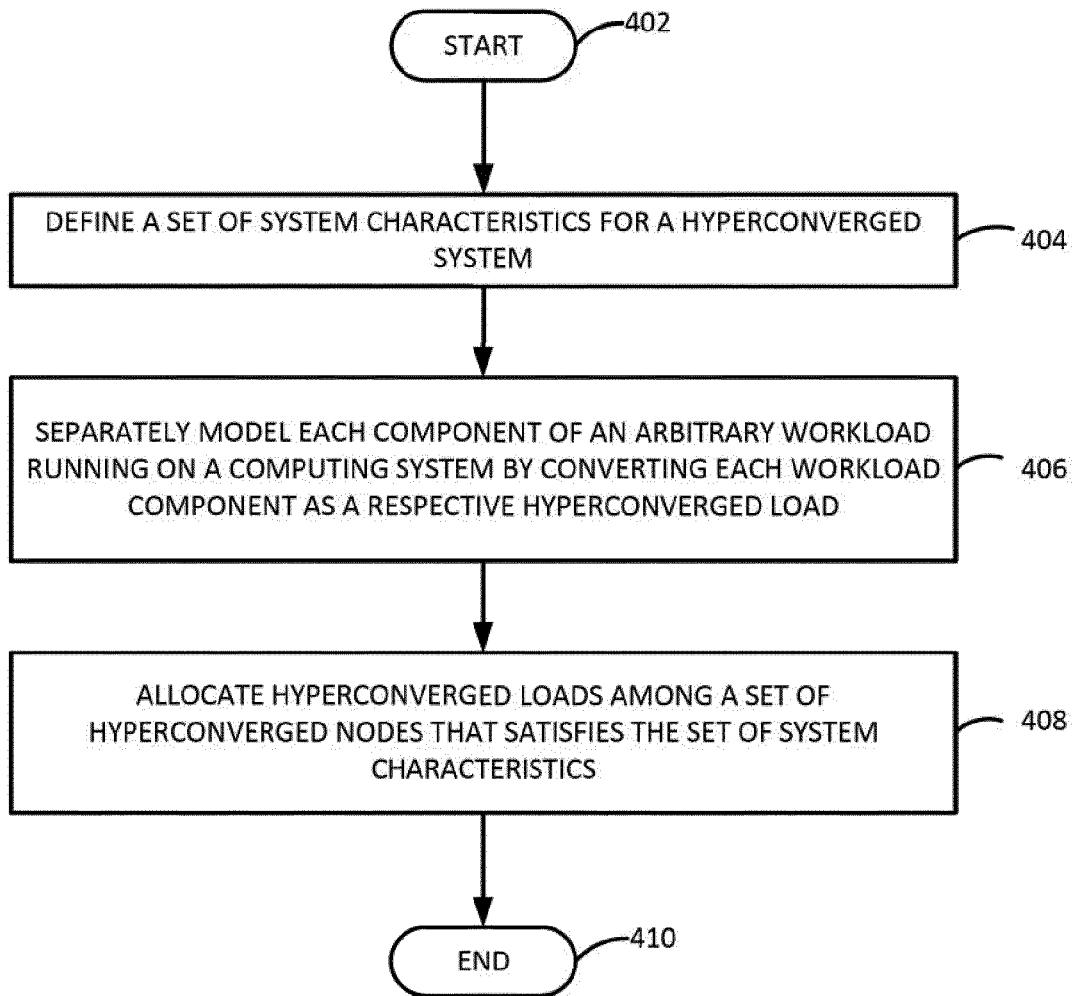 START
402
DEFINE A SET OF SYSTEM CHARACTERISTICS FOR A HYPERCONVERGED
SYSTEM
404
SEPARATELY MODEL EACH COMPONENT OF AN ARBITRARY WORKLOAD
RUNNING ON A COMPUTING SYSTEM BY CONVERTING EACH WORKLOAD
COMPONENT AS A RESPECTIVE HYPERCONVERGED LOAD
406
ALLOCATE HYPERCONVERGED LOADS AMONG A SET OF
HYPERCONVERGED NODES THAT SATISFIES THE SET OF SYSTEM
CHARACTERISTICS
408
END
410